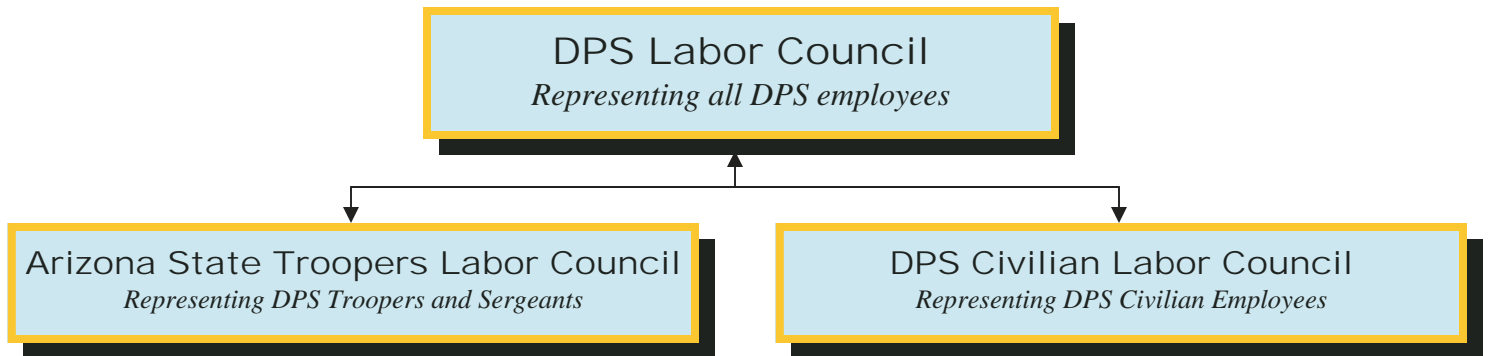 DPS Labor Council
Representing all DPS employees
Arizona State Troopers Labor Council
Representing DPS Troopers and Sergeants
DPS Civilian Labor Council
Representing DPS Civilian Employees